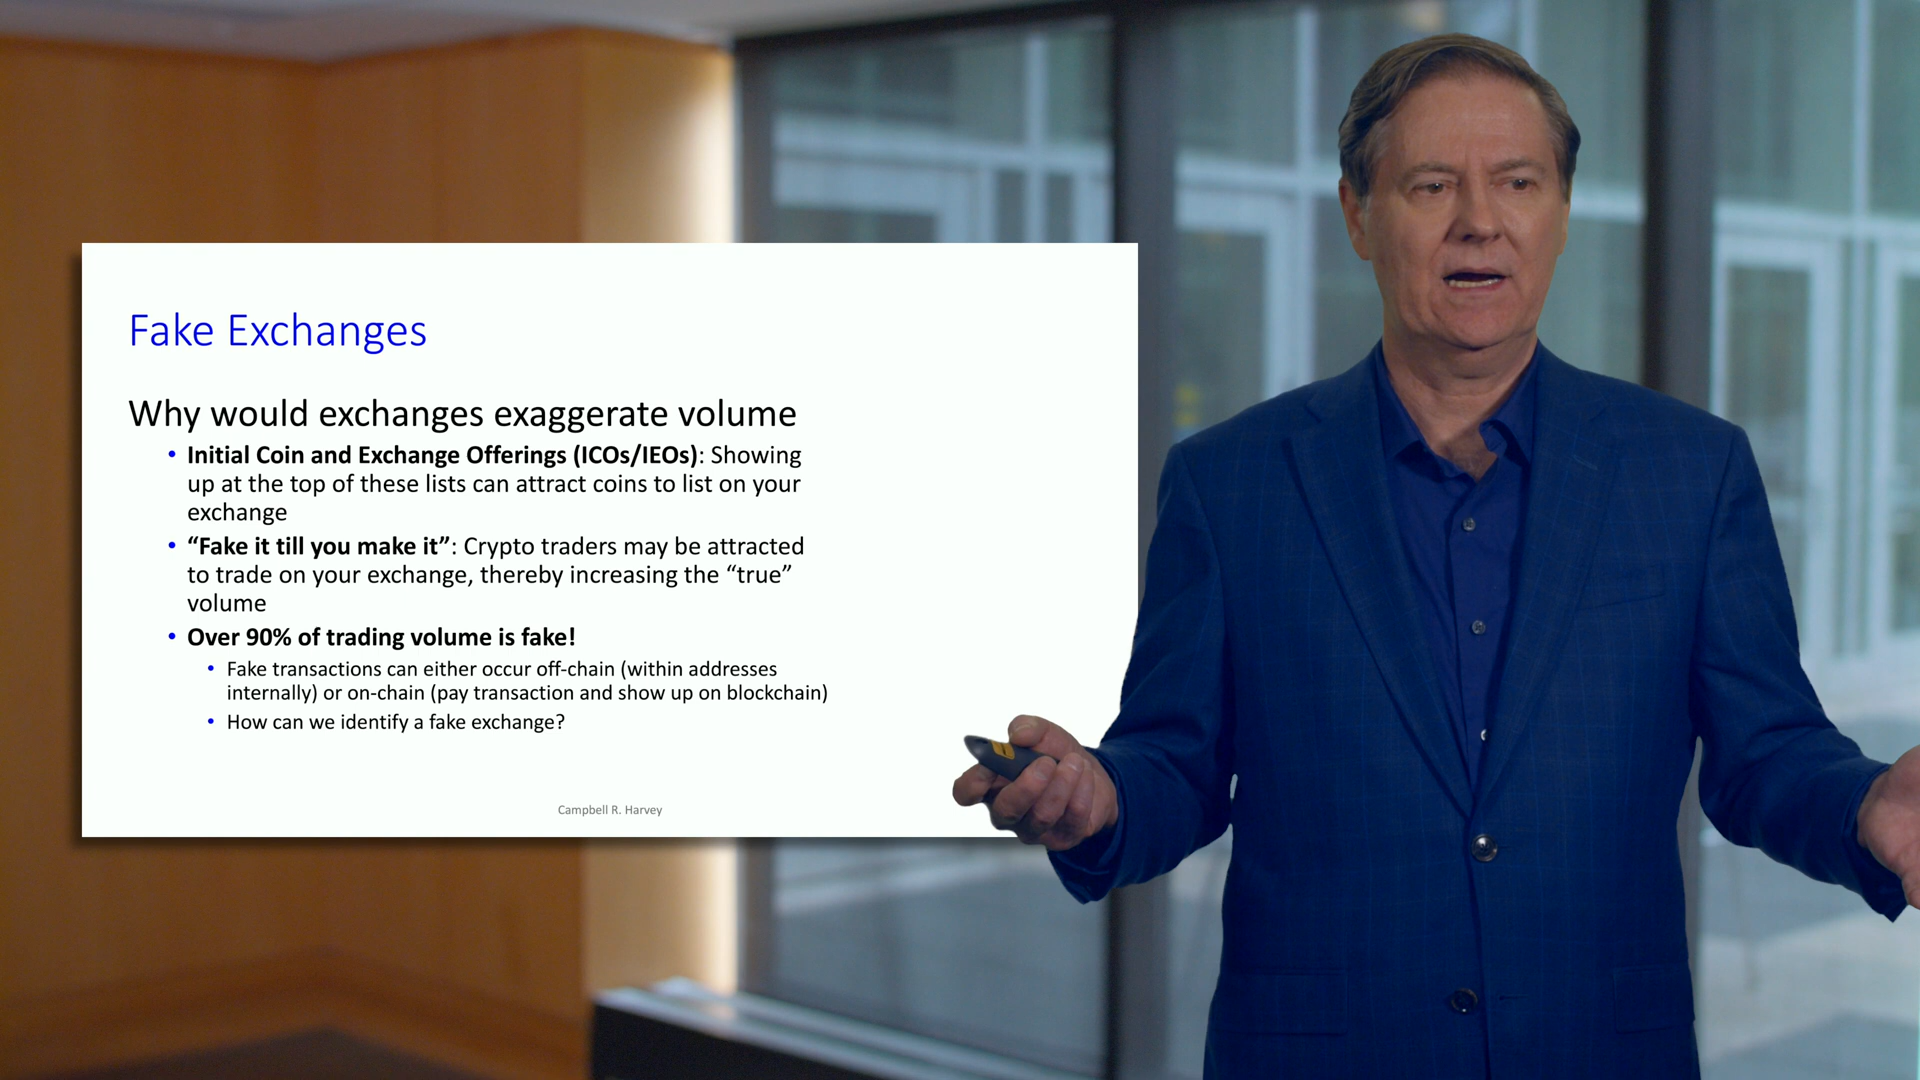 Fake Exchanges
Why would exchanges exaggerate volume
• Initial Coin and Exchange Offerings (ICOs/IEOs): Showing
up at the top of these lists can attract coins to list on your
exchange
• “Fake it till you make it”: Crypto traders may be attracted
to trade on your exchange, thereby increasing the “true”
volume
• Over 90% of trading volume is fake!
• Fake transactions can either occur off-chain (within addresses
internally) or on-chain (pay transaction and show up on blockchain)
• How can we identify a fake exchange?
Campbell R. Harvey